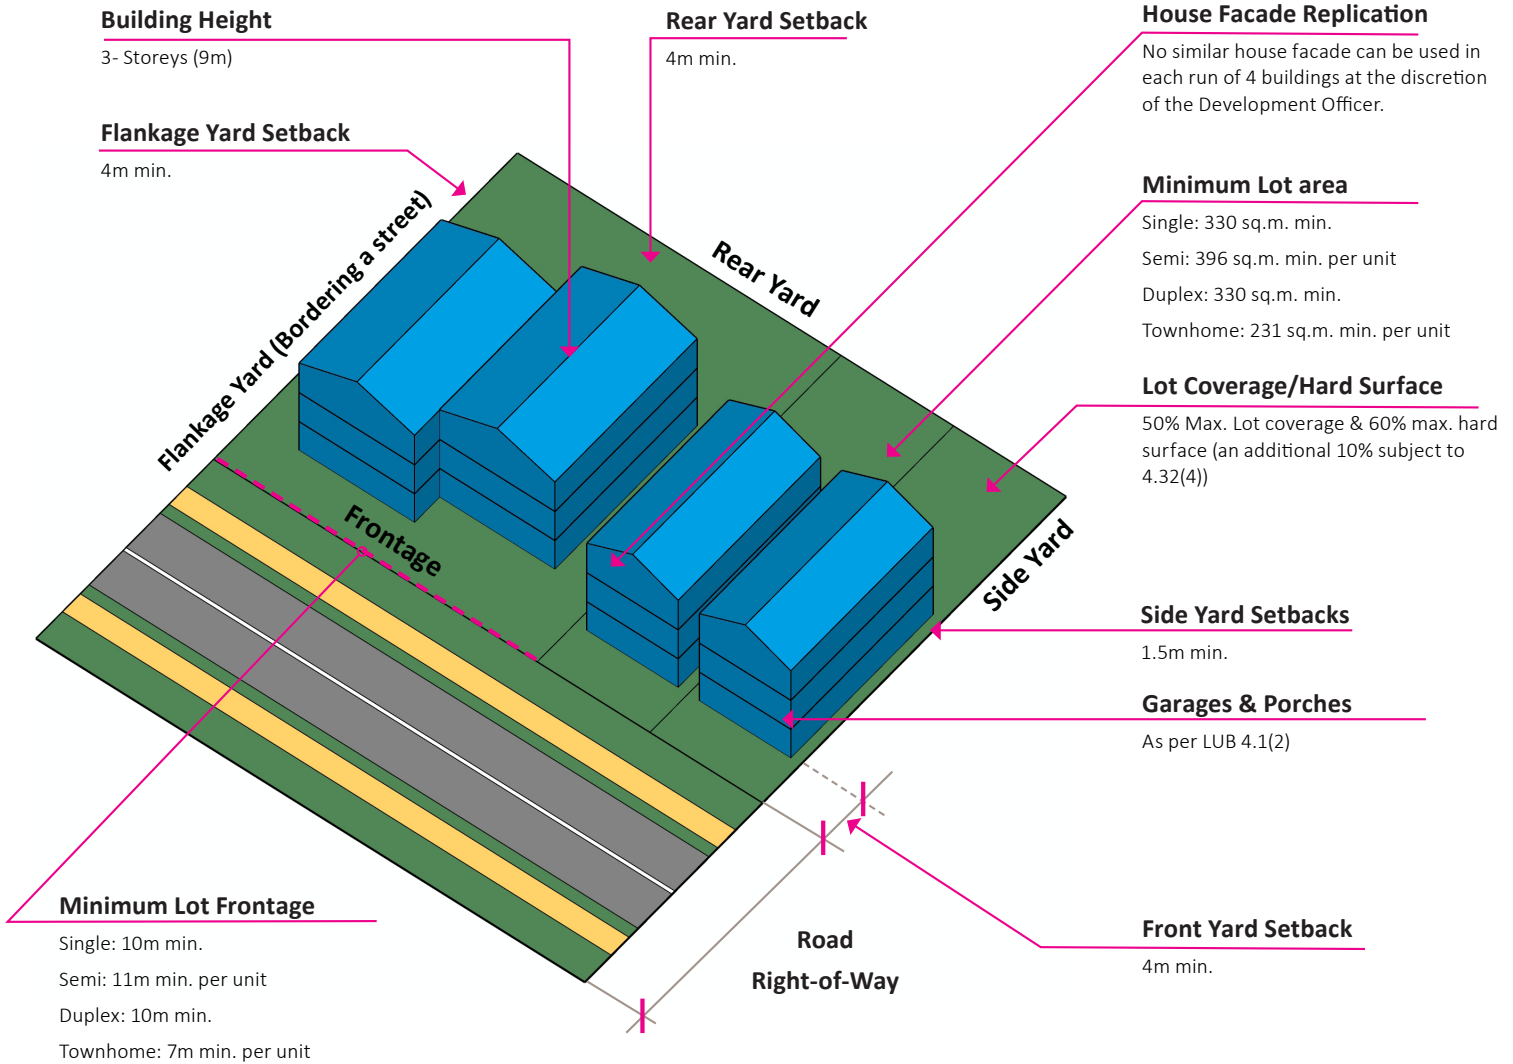 Building Height
3- Storeys (9m)
Rear Yard Setback
4m min.
House Facade Replication
No similar house facade can be used in
each run of 4 buildings at the discretion
of the Development Officer.
Flankage Yard Setback
4m min.
Minimum Lot area
Single: 330 sq.m. min.
Semi: 396 sq.m. min. per unit
Duplex: 330 sq.m. min.
Townhome: 231 sq.m. min. per unit
Flankage Yard (Bordering a street)
Rear Yard
Lot Coverage/Hard Surface
50% Max. Lot coverage & 60% max. hard
surface (an additional 10% subject to
4.32(4))
Frontage
Side Yard
Side Yard Setbacks
1.5m min.
Garages & Porches
As per LUB 4.1(2)
Minimum Lot Frontage
Single: 10m min.
Semi: 11m min. per unit
Duplex: 10m min.
Townhome: 7m min. per unit
Road
Right-of-Way
Front Yard Setback
4m min.